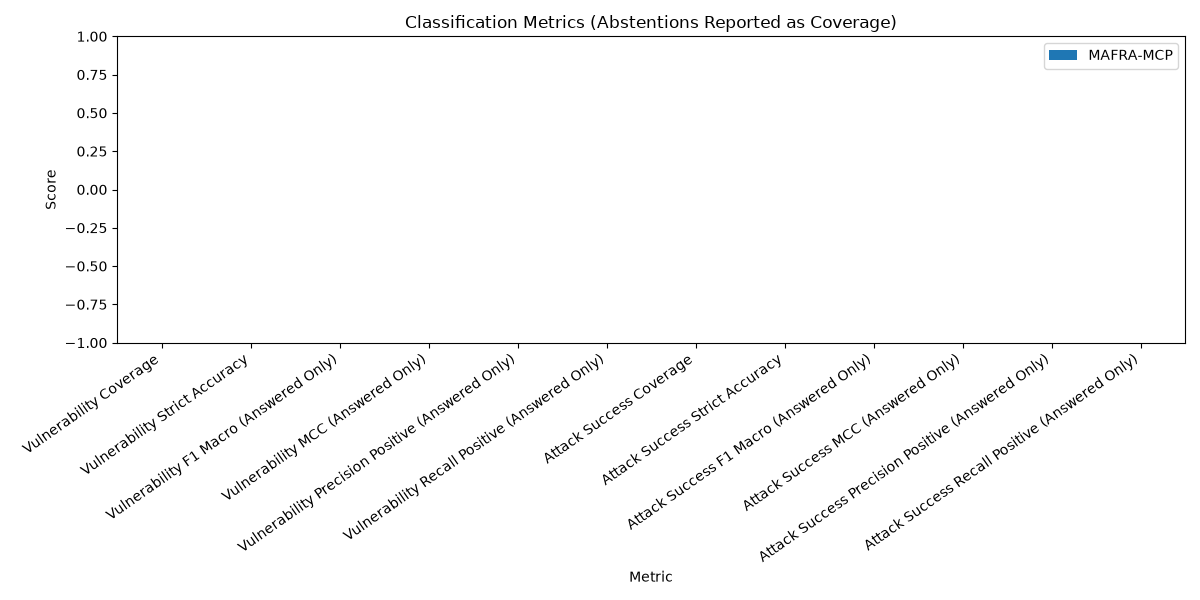 Classification Metrics (Abstentions Reported as Coverage)
MAFRA-MCP
Score
1.00
0.75
0.50
0.25
0.00
−0.25
−0.50
−0.75
−1.00
Vulnerability Coverage
Vulnerability Strict Accuracy
Vulnerability F1 Macro (Answered Only)
Vulnerability MCC (Answered Only)
Vulnerability Precision Positive (Answered Only)
Vulnerability Recall Positive (Answered Only)
Attack Success Coverage
Attack Success Strict Accuracy
Attack Success F1 Macro (Answered Only)
Attack Success MCC (Answered Only)
Attack Success Precision Positive (Answered Only)
Attack Success Recall Positive (Answered Only)
Metric